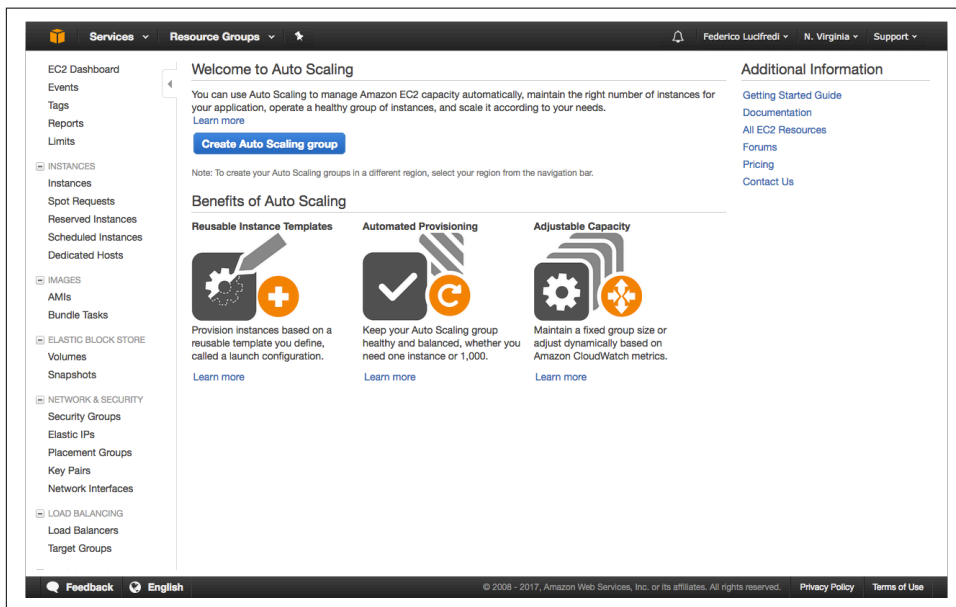 Services
Resource Groups
Federico Lucifredi
N. Virginia
Support
EC2 Dashboard
Events
Tags
Reports
Limits
INSTANCES
Instances
Spot Requests
Reserved Instances
Scheduled Instances
Dedicated Hosts
IMAGES
AMIs
Bundle Tasks
ELASTIC BLOCK STORE
Volumes
Snapshots
NETWORK & SECURITY
Security Groups
Elastic IPs
Placement Groups
Key Pairs
Network Interfaces
LOAD BALANCING
Load Balancers
Target Groups
Welcome to Auto Scaling
You can use Auto Scaling to manage Amazon EC2 capacity automatically, maintain the right number of instances for
your application, operate a healthy group of instances, and scale it according to your needs.
Learn more
Create Auto Scaling group
Note: To create your Auto Scaling groups in a different region, select your region from the navigation bar.
Benefits of Auto Scaling
Reusable Instance Templates
Provision instances based on a
reusable template you define,
called a launch configuration.
Learn more
Automated Provisioning
Keep your Auto Scaling group
healthy and balanced, whether you
need one instance or 1,000.
Learn more
Adjustable Capacity
Maintain a fixed group size or
adjust dynamically based on
Amazon CloudWatch metrics.
Learn more
Additional Information
Getting Started Guide
Documentation
All EC2 Resources
Forums
Pricing
Contact Us
Feedback
English
© 2008 - 2017, Amazon Web Services, Inc. or its affiliates. All rights reserved.
Privacy Policy
Terms of Use